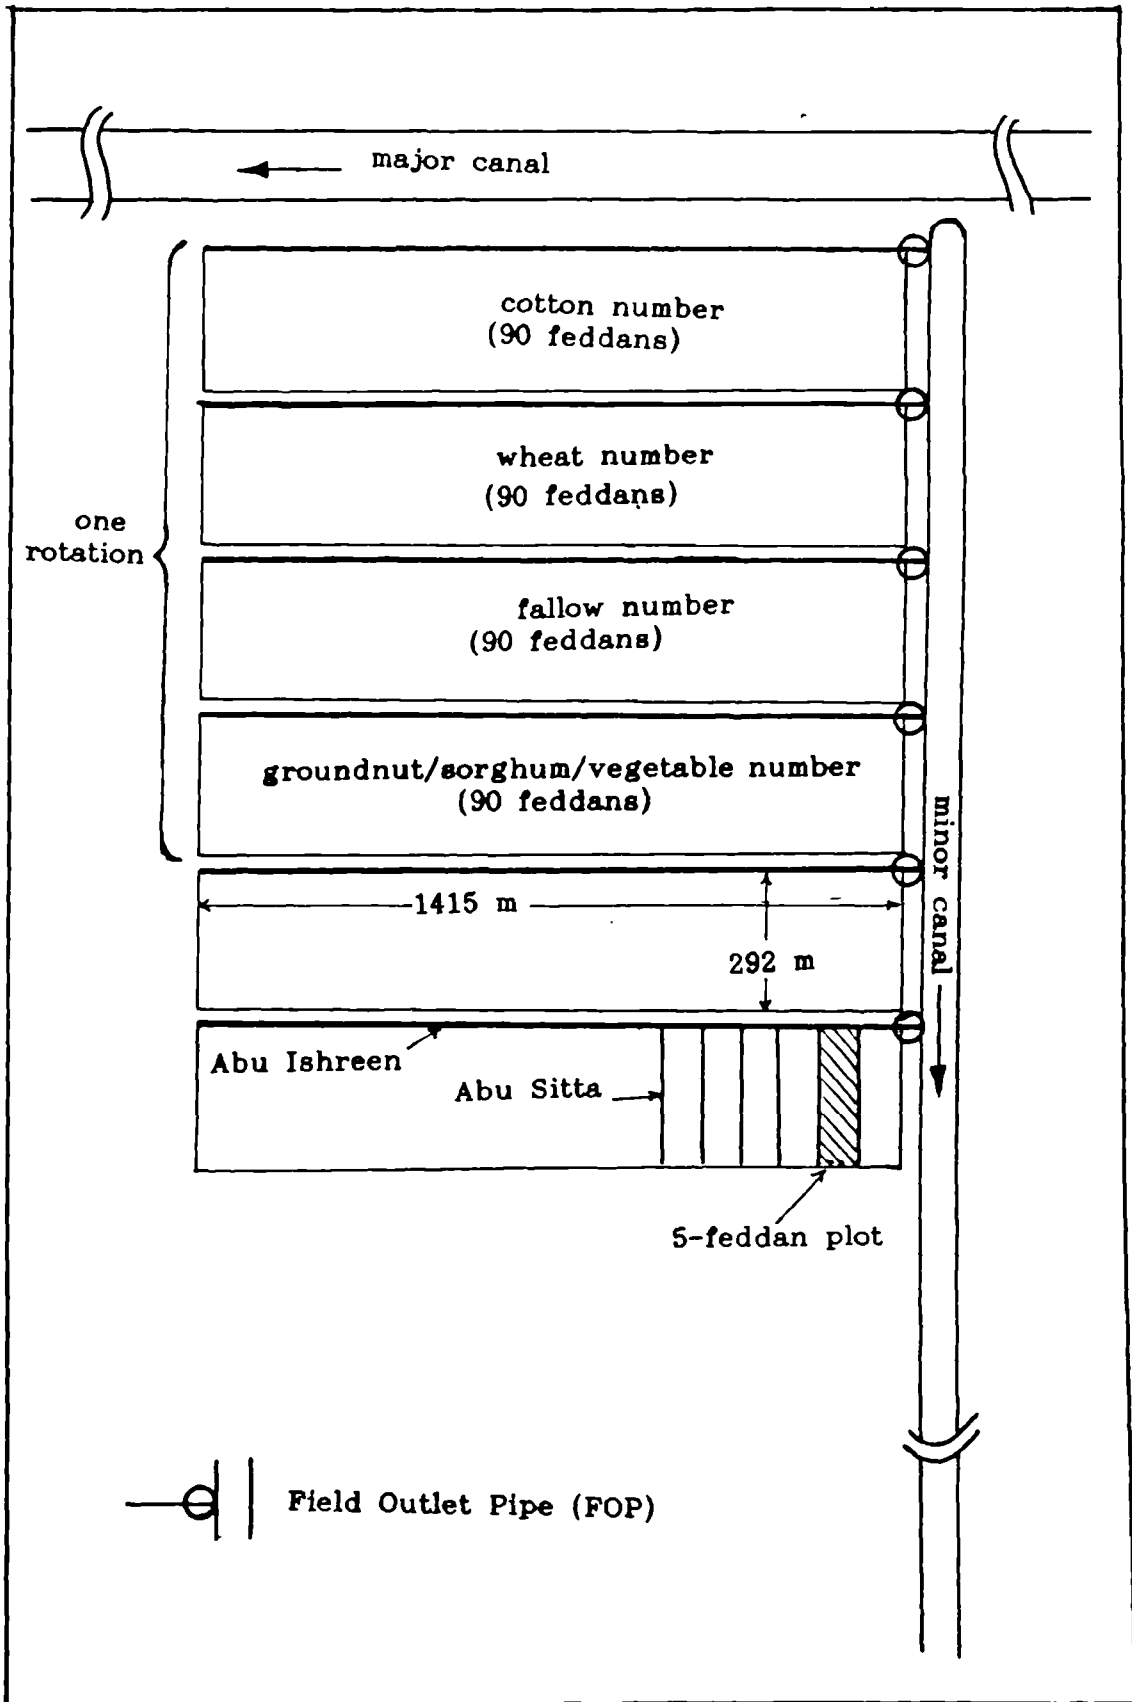 major canal
cotton number
(90 feddans)
wheat number
(90 feddans)
one
rotation
fallow number
(90 feddans)
groundnut/sorghum/vegetable number
(90 feddans)
minor canal
1415 m
292 m
Abu Ishreen
Abu Sitta
5-feddan plot
Field Outlet Pipe (FOP)